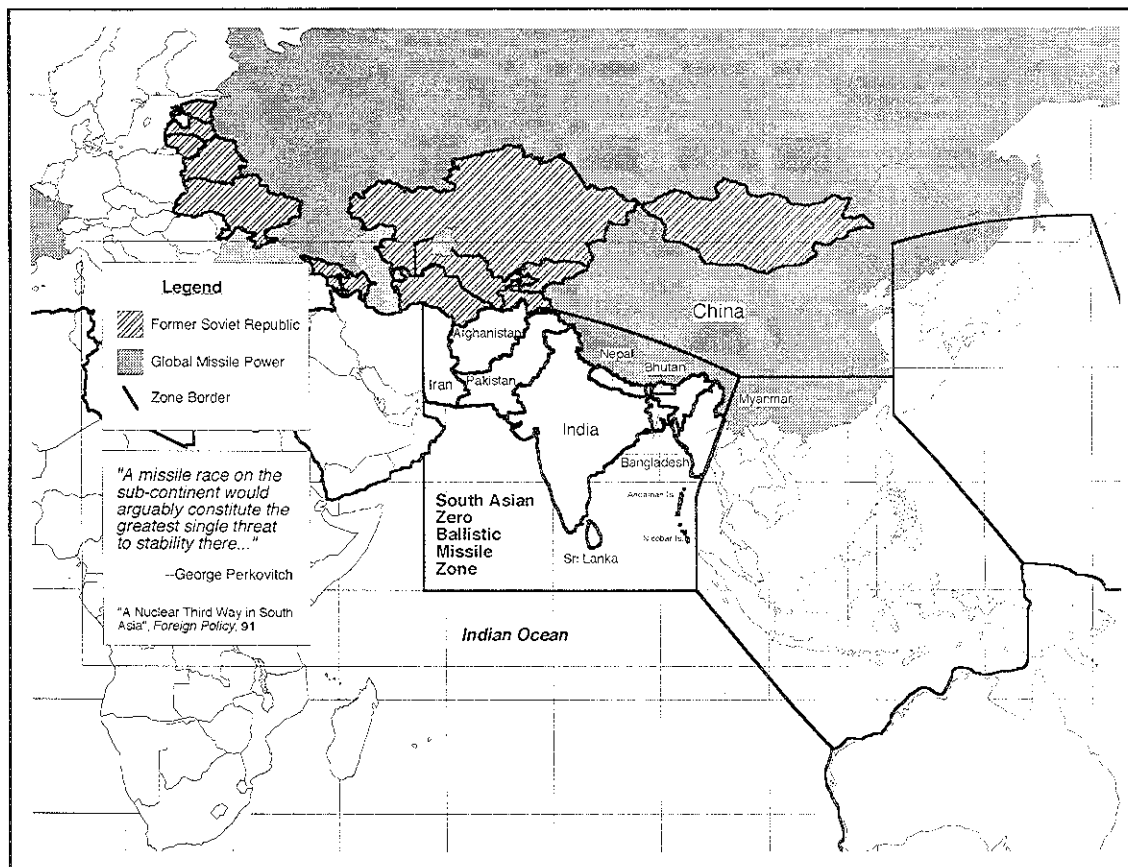 Legend
Former Soviet Republic
Global Missile Power
Zone Border
"A missile race on the
sub-continent would
arguably constitute the
greatest single threat
to stability there..."
--George Perkovitch
"A Nuclear Third Way in South
Asia", Foreign Policy, 91
China
Afghanistan
Nepal
Bhutan
Iran
Pakistan
Myanmar
India
Bangladesh
South Asian
Zero
Ballistic
Missile
Zone
Andaman Is.
Nicobar Is.
Sri Lanka
Indian Ocean